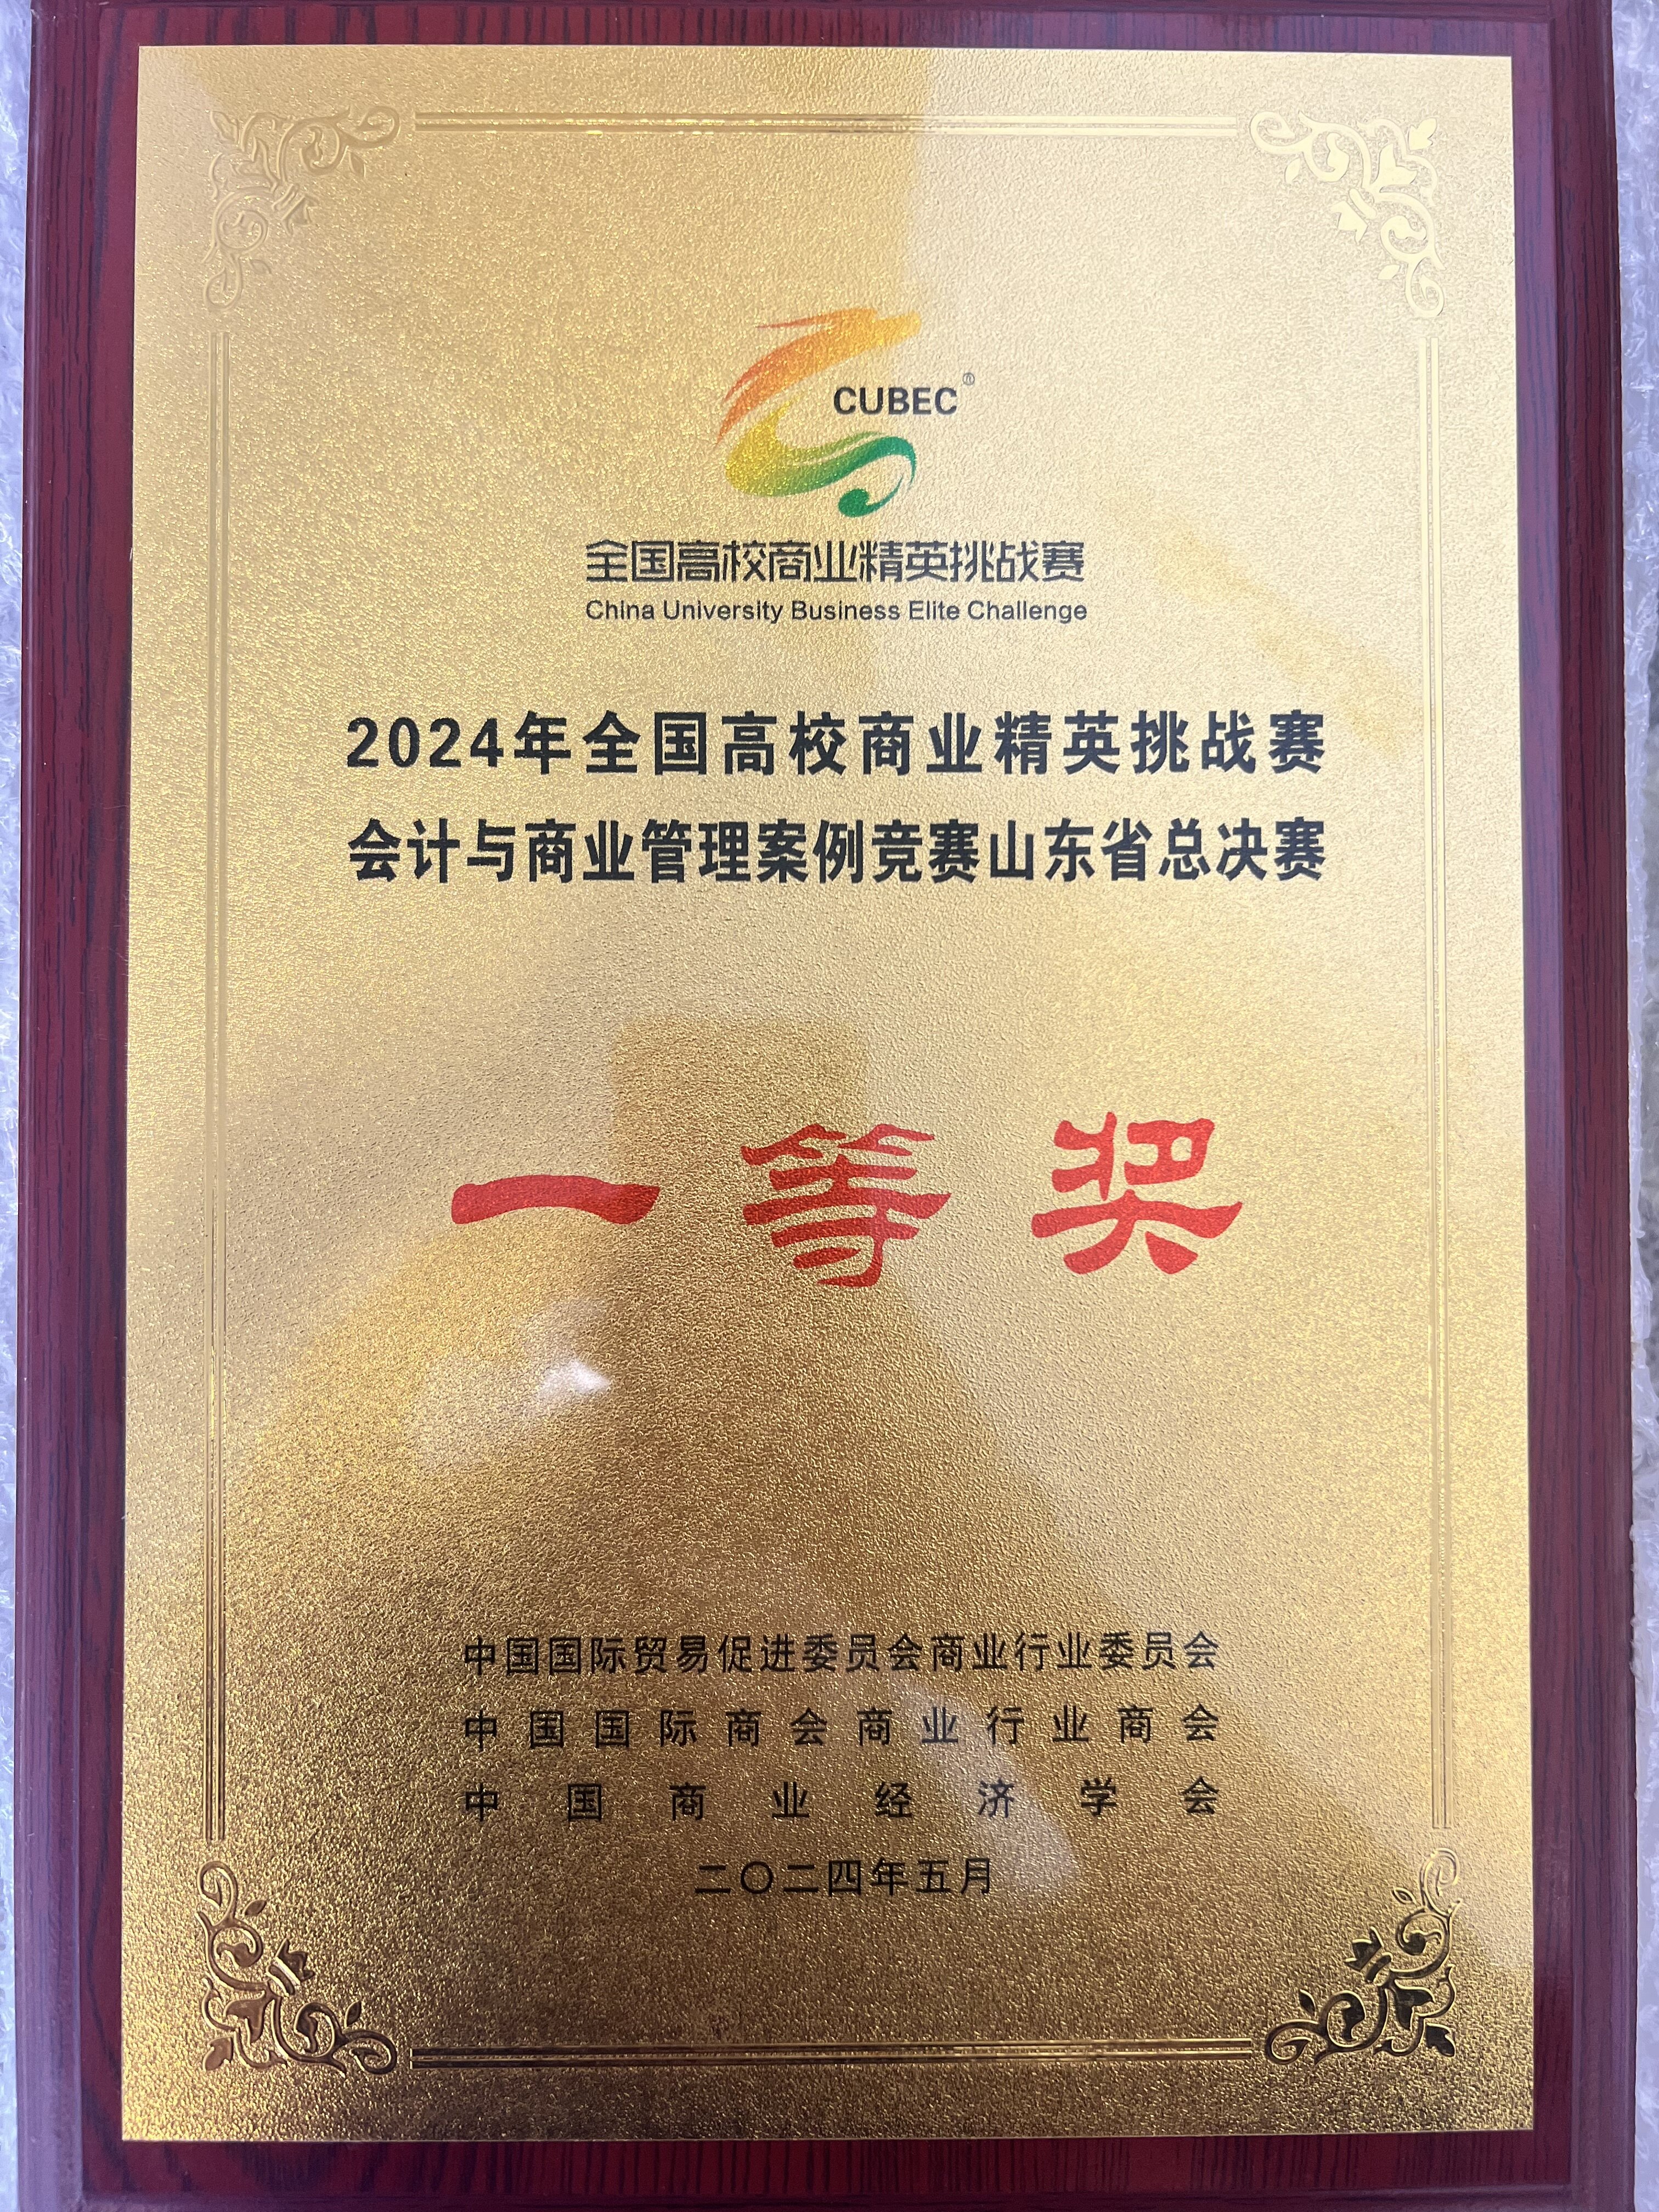 CUBEC®
全国高校商业精英挑战赛
China University Business Elite Challenge
2024年全国高校商业精英挑战赛
会计与商业管理案例竞赛山东省总决赛
一等奖
中国国际贸易促进委员会商业行业委员会
中国国际商会商业行业商会
中国商业经济学会
二〇二四年五月